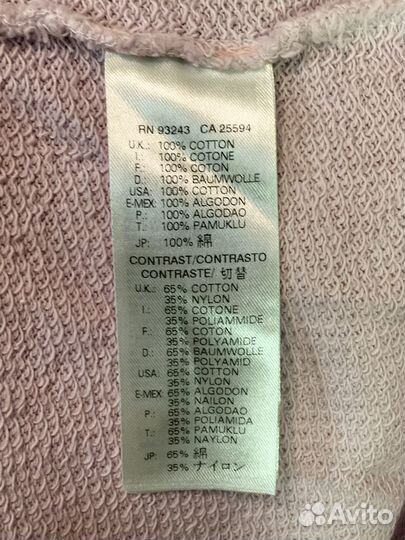 RN 93243 CA 25594
U.K.: 100% COTTON
I.: 100% COTONE
F.: 100% COTON
D.: 100% BAUMWOLLE
USA: 100% COTTON
E-MEX: 100% ALGODON
P.: 100% ALGODAO
T.: 100% PAMUKLU
JP: 100% 綿
CONTRAST/CONTRASTO
CONTRASTE/ 切替
U.K.: 65% COTTON
35% NYLON
I.: 65% COTONE
35% POLIAMMIDE
F.: 65% COTON
35% POLYAMIDE
D.: 65% BAUMWOLLE
35% POLYAMID
USA: 65% COTTON
35% NYLON
E-MEX: 65% ALGODON
35% NAILON
P.: 65% ALGODAO
35% POLIAMIDA
T.: 65% PAMUKLU
35% NAYLON
JP: 65% 綿
35% ナイロン
Avito